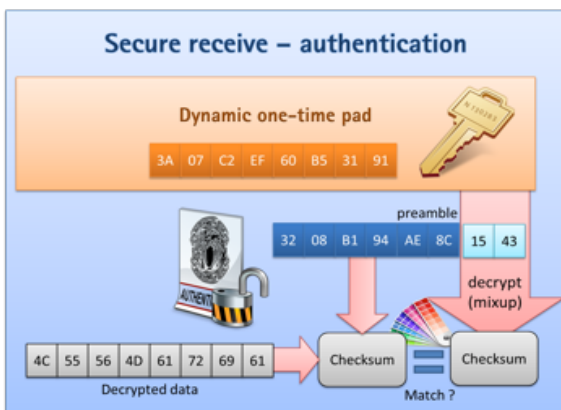 Secure receive – authentication
Dynamic one-time pad
3A 07 C2 EF 60 B5 31 91
preamble
32 08 B1 94 AE 8C 15 43
decrypt
(mixup)
4C 55 56 4D 61 72 69 61
Checksum
Checksum
Decrypted data
Match ?